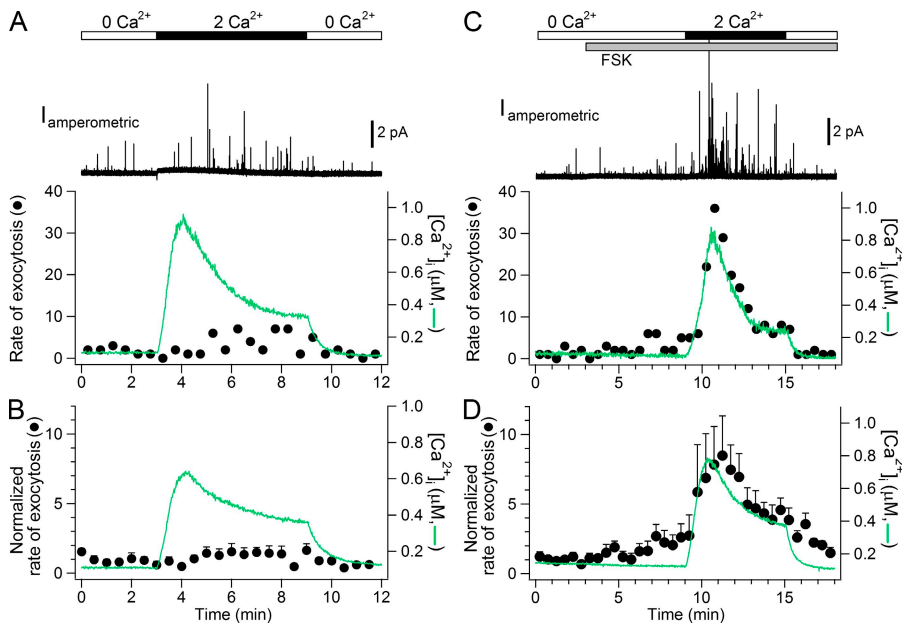 A
0 Ca²⁺ 2 Ca²⁺ 0 Ca²⁺
I amperometric
2 pA
Rate of exocytosis (●)
40
30
20
10
0
[Ca²⁺]i (μM, —)
1.0
0.8
0.6
0.4
0.2
0 2 4 6 8 10 12
B
Normalized
rate of exocytosis (●)
10
5
0
[Ca²⁺]i (μM, —)
1.0
0.8
0.6
0.4
0.2
0 2 4 6 8 10 12
Time (min)
C
0 Ca²⁺ 2 Ca²⁺
FSK
I amperometric
2 pA
Rate of exocytosis (●)
40
30
20
10
0
[Ca²⁺]i (μM, —)
1.0
0.8
0.6
0.4
0.2
0 5 10 15
D
Normalized
rate of exocytosis (●)
10
5
0
[Ca²⁺]i (μM, —)
1.0
0.8
0.6
0.4
0.2
0 5 10 15
Time (min)